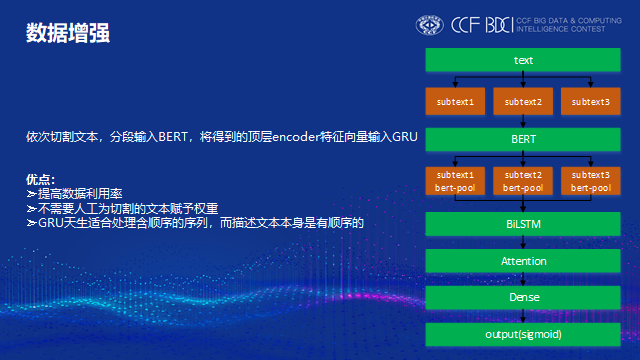 数据增强
CCF BDCI
CCF BIG DATA & COMPUTING
INTELLIGENCE CONTEST
依次切割文本，分段输入BERT，将得到的顶层encoder特征向量输入GRU
优点：
➢提高数据利用率
➢不需要人工为切割的文本赋予权重
➢GRU天生适合处理含顺序的序列，而描述文本本身是有顺序的
text
subtext1 subtext2 subtext3
BERT
subtext1 subtext2 subtext3
bert-pool bert-pool bert-pool
BiLSTM
Attention
Dense
output(sigmoid)